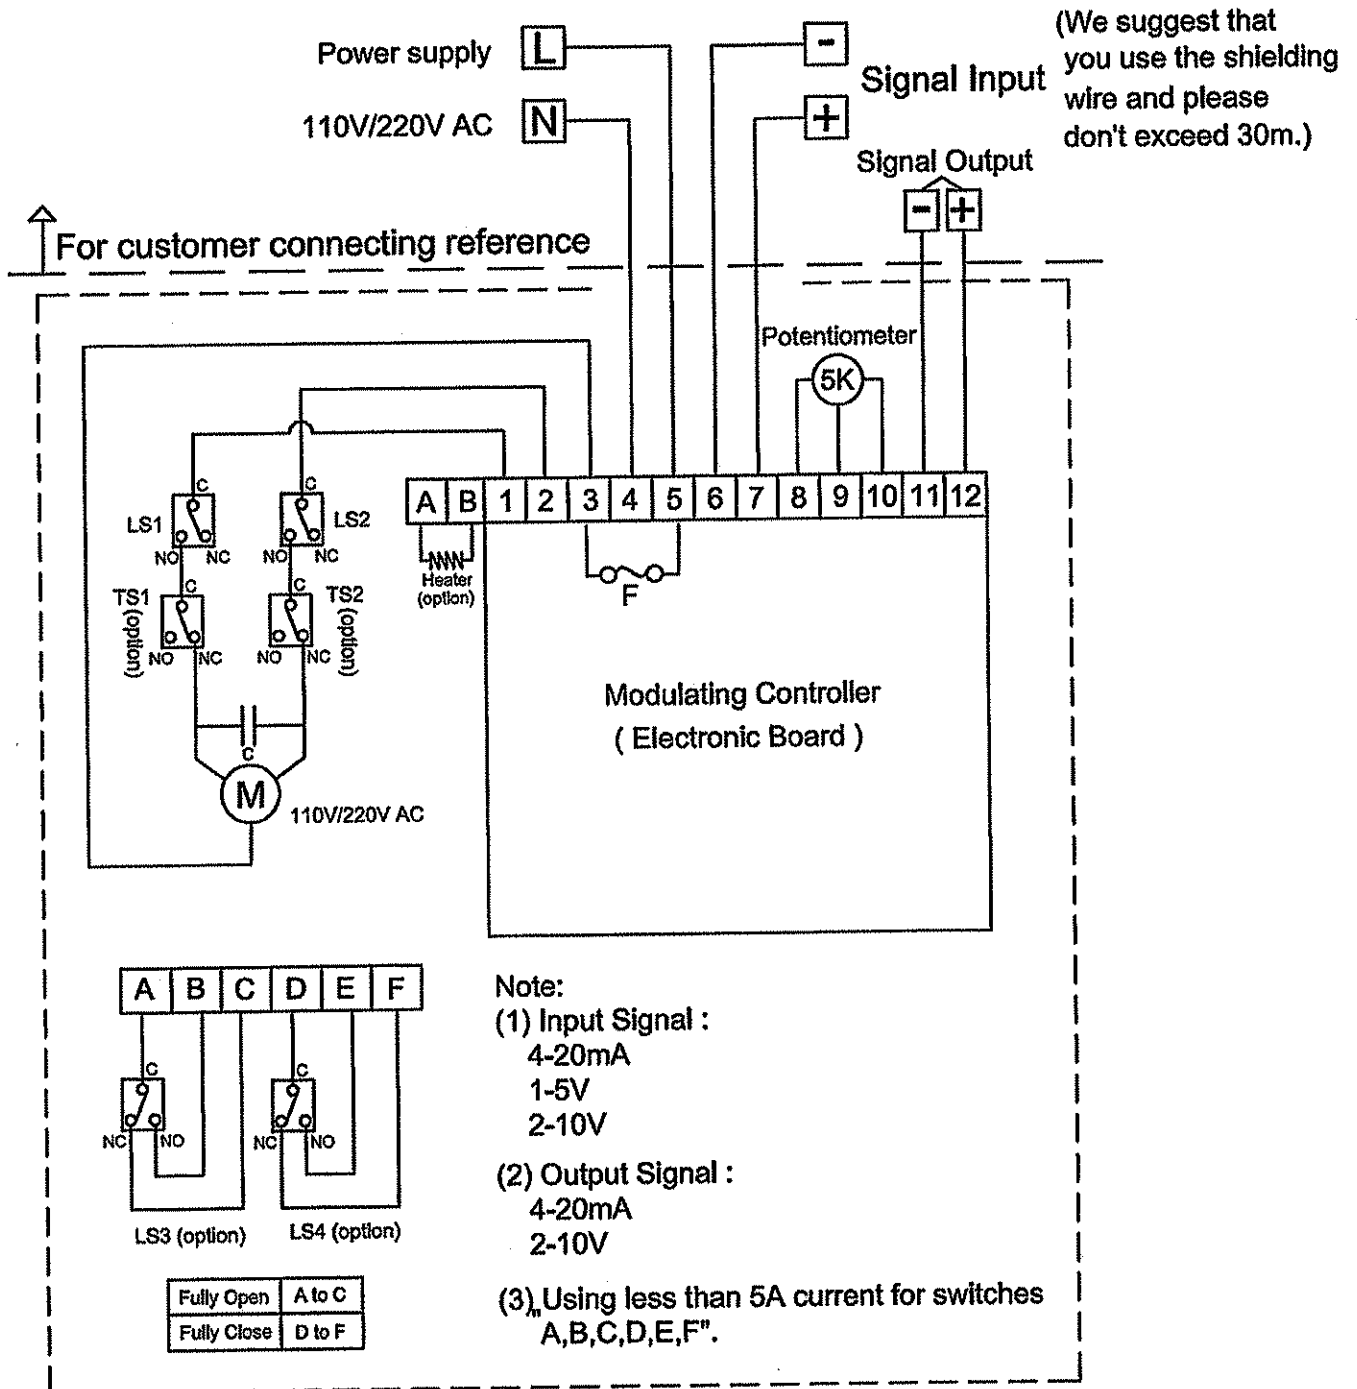 Power supply
L
110V/220V AC
N
-
+
Signal Input
(We suggest that
you use the shielding
wire and please
don't exceed 30m.)
Signal Output
- +
For customer connecting reference
Potentiometer
5K
A B 1 2 3 4 5 6 7 8 9 10 11 12
C
LS1
NO NC
C
LS2
NO NC
Heater
(option)
F
C
TS1
(option)
NO NC
C
TS2
(option)
NO NC
C
M
110V/220V AC
Modulating Controller
( Electronic Board )
A B C D E F
C
NC NO
C
NC NO
LS3 (option)
LS4 (option)
Fully Open A to C
Fully Close D to F
Note:
(1) Input Signal :
4-20mA
1-5V
2-10V
(2) Output Signal :
4-20mA
2-10V
(3)„Using less than 5A current for switches
A,B,C,D,E,F".